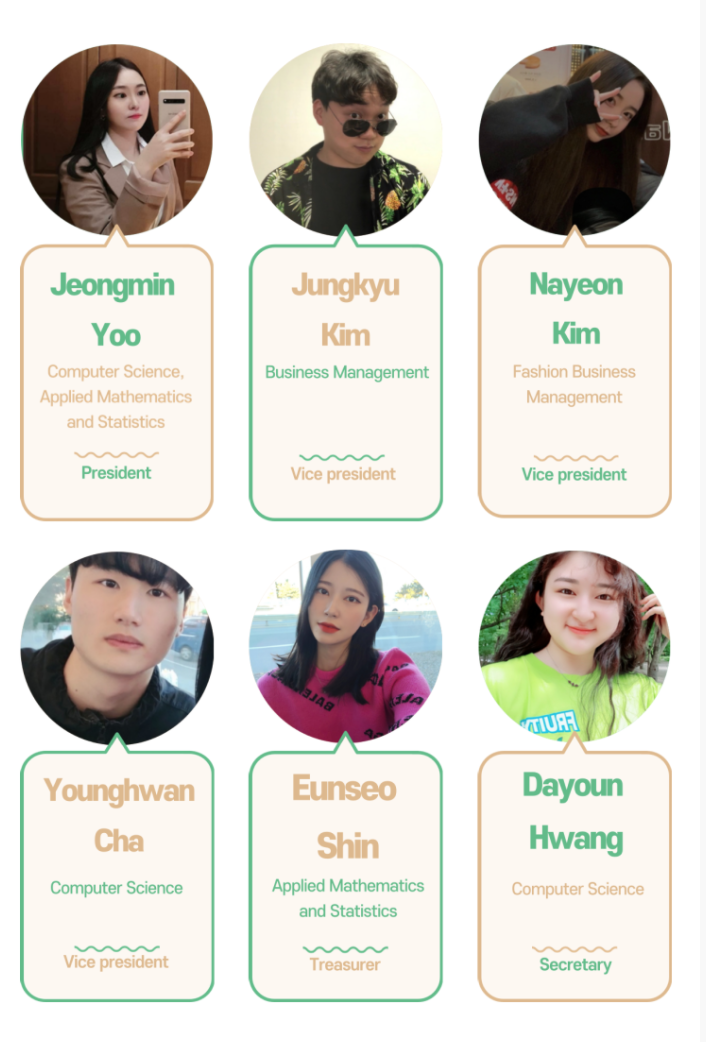 Jeongmin
Yoo
Computer Science,
Applied Mathematics
and Statistics
President
Jungkyu
Kim
Business Management
Vice president
Nayeon
Kim
Fashion Business
Management
Vice president
Younghwan
Cha
Computer Science
Vice president
Eunseo
Shin
Applied Mathematics
and Statistics
Treasurer
Dayoun
Hwang
Computer Science
Secretary